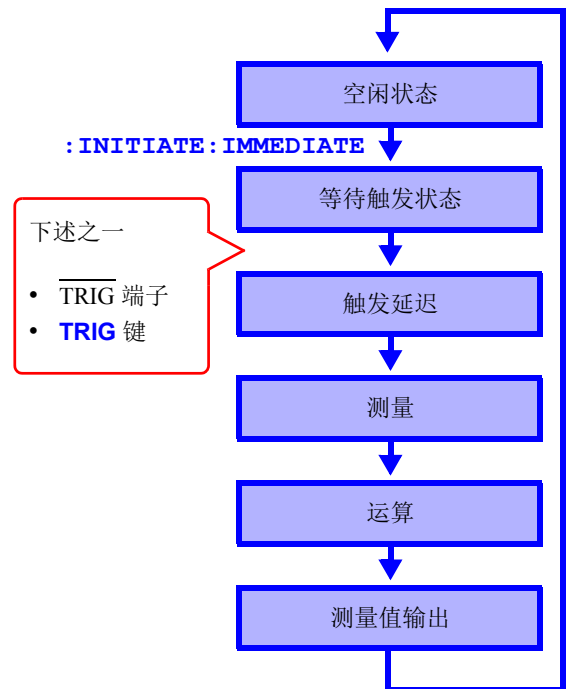 空闲状态
:INITIATE:IMMEDIATE
等待触发状态
下述之一
• TRIG 端子
• TRIG 键
触发延迟
测量
运算
测量值输出